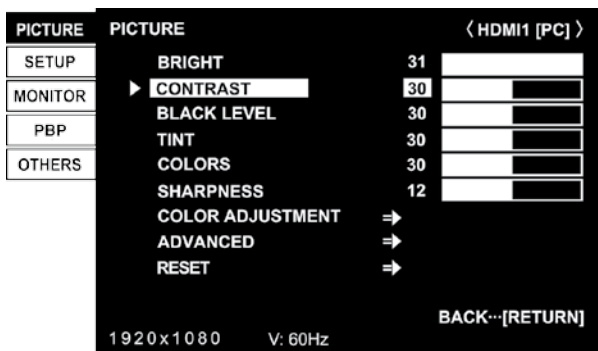 PICTURE
SETUP
MONITOR
PBP
OTHERS
PICTURE 〈 HDMI1 [PC] 〉
BRIGHT 31
CONTRAST 30
BLACK LEVEL 30
TINT 30
COLORS 30
SHARPNESS 12
COLOR ADJUSTMENT
ADVANCED
RESET
BACK···[RETURN]
1920x1080 V: 60Hz